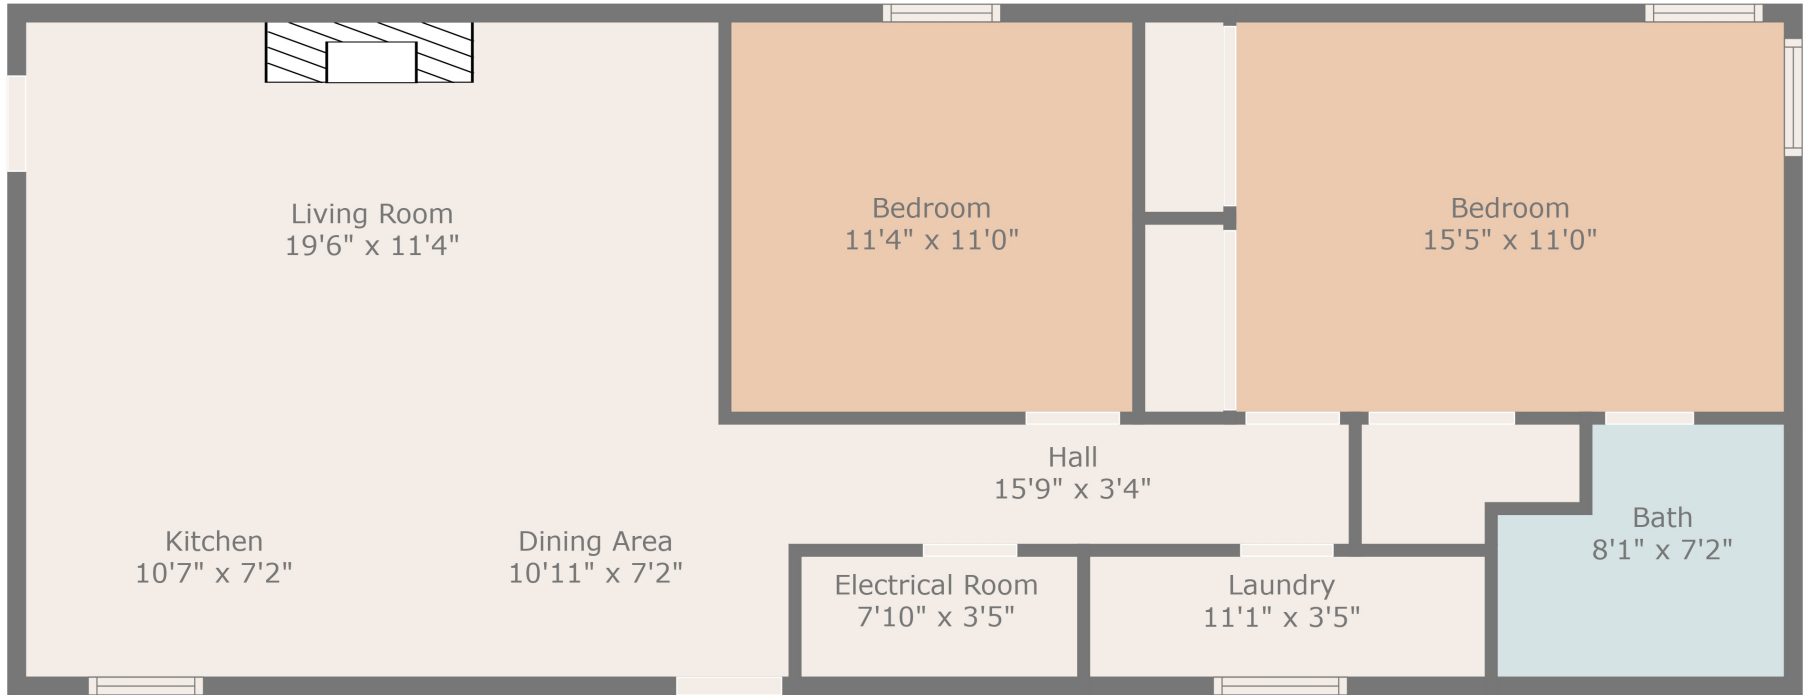 Living Room
19'6" x 11'4"
Bedroom
11'4" x 11'0"
Bedroom
15'5" x 11'0"
Hall
15'9" x 3'4"
Kitchen
10'7" x 7'2"
Dining Area
10'11" x 7'2"
Electrical Room
7'10" x 3'5"
Laundry
11'1" x 3'5"
Bath
8'1" x 7'2"